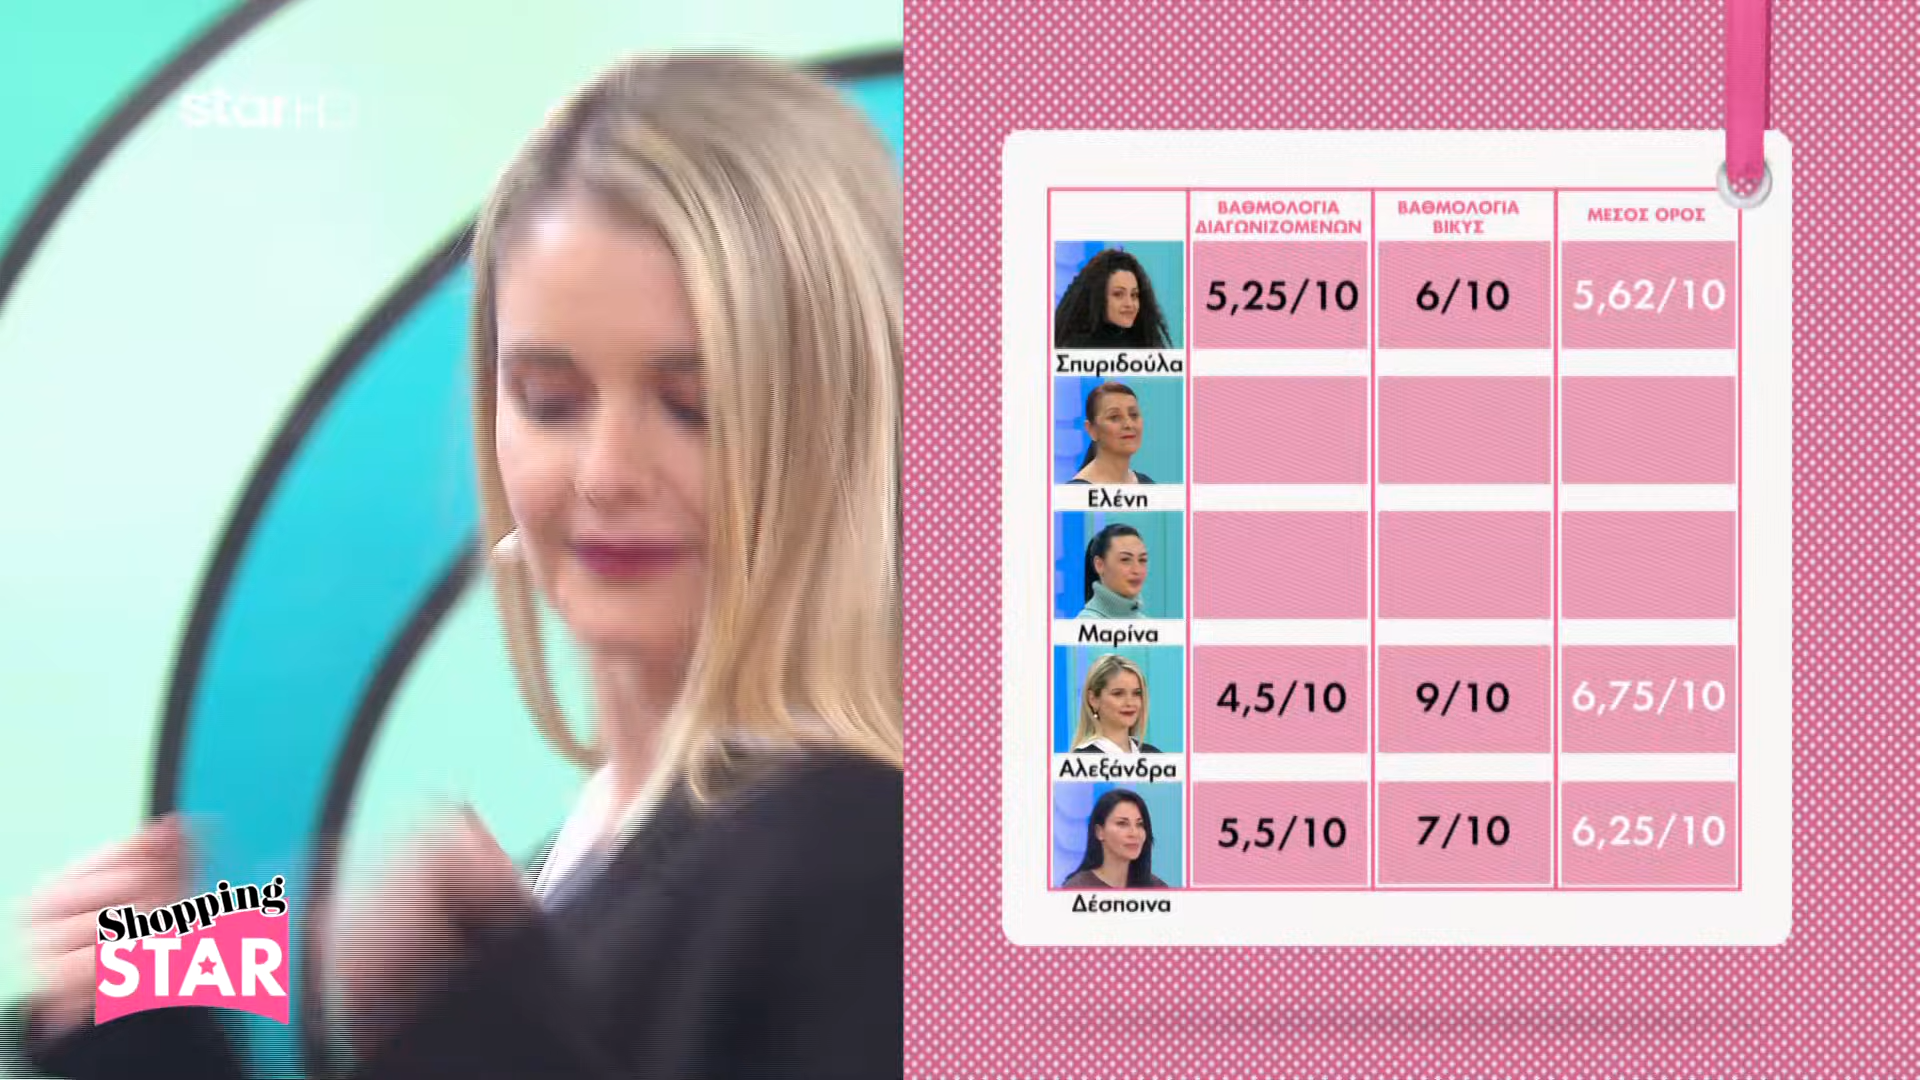 star HD
Shopping
STAR
ΒΑΘΜΟΛΟΓΙΑ
ΔΙΑΓΩΝΙΖΟΜΕΝΩΝ
ΒΑΘΜΟΛΟΓΙΑ
ΒΙΚΥΣ
ΜΕΣΟΣ ΟΡΟΣ
5,25/10 6/10 5,62/10
Σπυριδούλα
Ελένη
Μαρίνα
4,5/10 9/10 6,75/10
Αλεξάνδρα
5,5/10 7/10 6,25/10
Δέσποινα